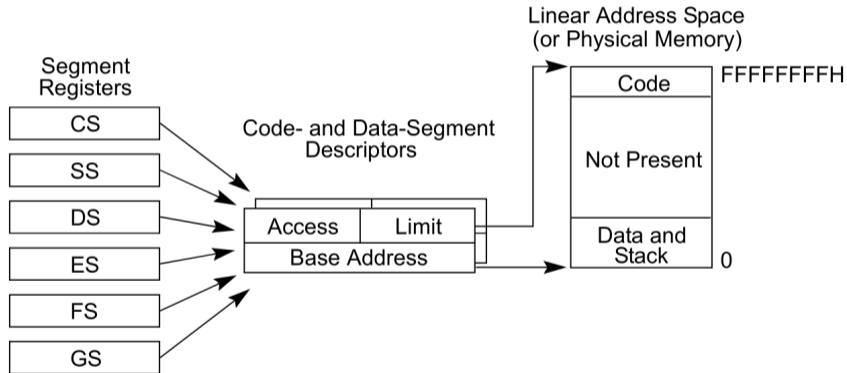 Linear Address Space
(or Physical Memory)
Segment
Registers
CS
SS
DS
ES
FS
GS
Code- and Data-Segment
Descriptors
Access
Limit
Base Address
Code
FFFFFFFFH
Not Present
Data and
Stack
0